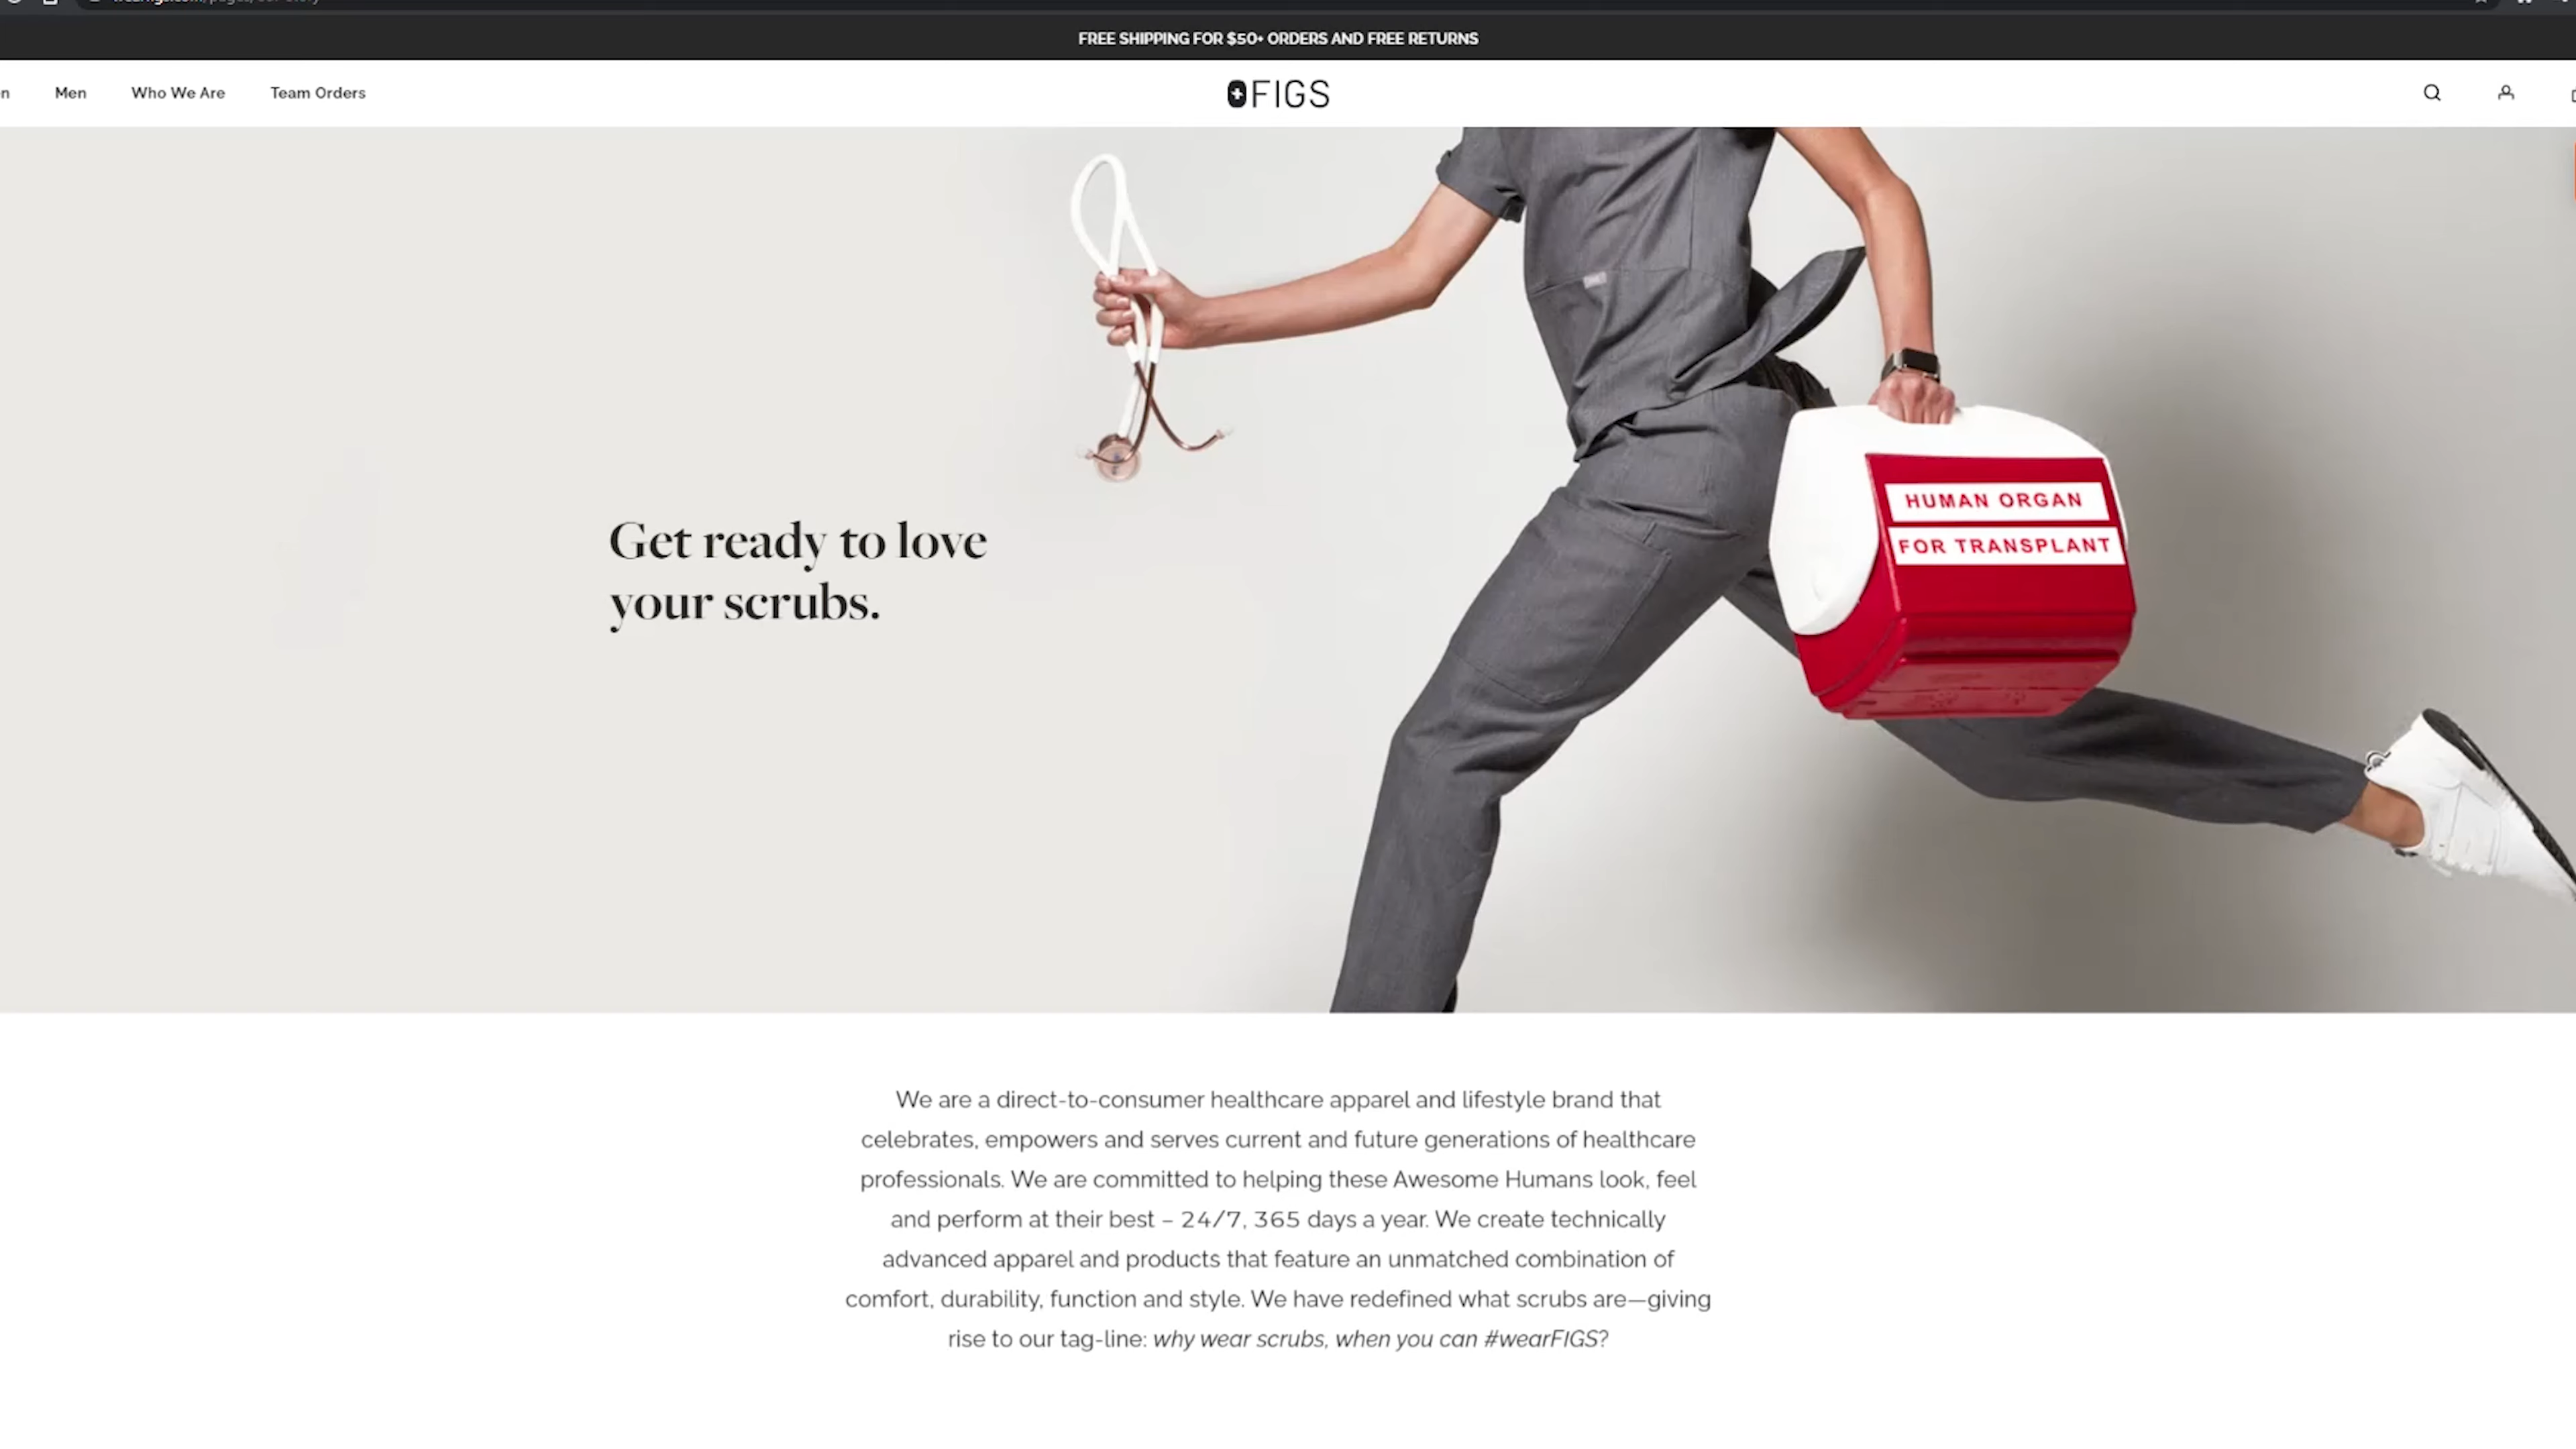 FREE SHIPPING FOR $50+ ORDERS AND FREE RETURNS
Men Who We Are Team Orders
FIGS
HUMAN ORGAN
FOR TRANSPLANT
Get ready to love
your scrubs.
We are a direct-to-consumer healthcare apparel and lifestyle brand that
celebrates, empowers and serves current and future generations of healthcare
professionals. We are committed to helping these Awesome Humans look, feel
and perform at their best – 24/7, 365 days a year. We create technically
advanced apparel and products that feature an unmatched combination of
comfort, durability, function and style. We have redefined what scrubs are—giving
rise to our tag-line: why wear scrubs, when you can #wearFIGS?